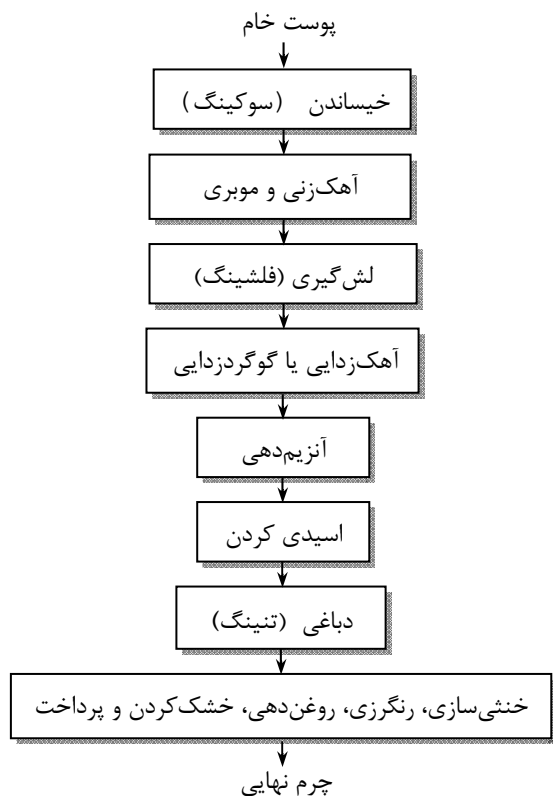 پوست خام
خیساندن (سوکینگ)
آهک‌زنی و موبری
لش‌گیری (فلشینگ)
آهک‌زدایی یا گوگردزدایی
آنزیم‌دهی
اسیدی کردن
دباغی (تنینگ)
خنثی‌سازی، رنگرزی، روغن‌دهی، خشک‌کردن و پرداخت
چرم نهایی